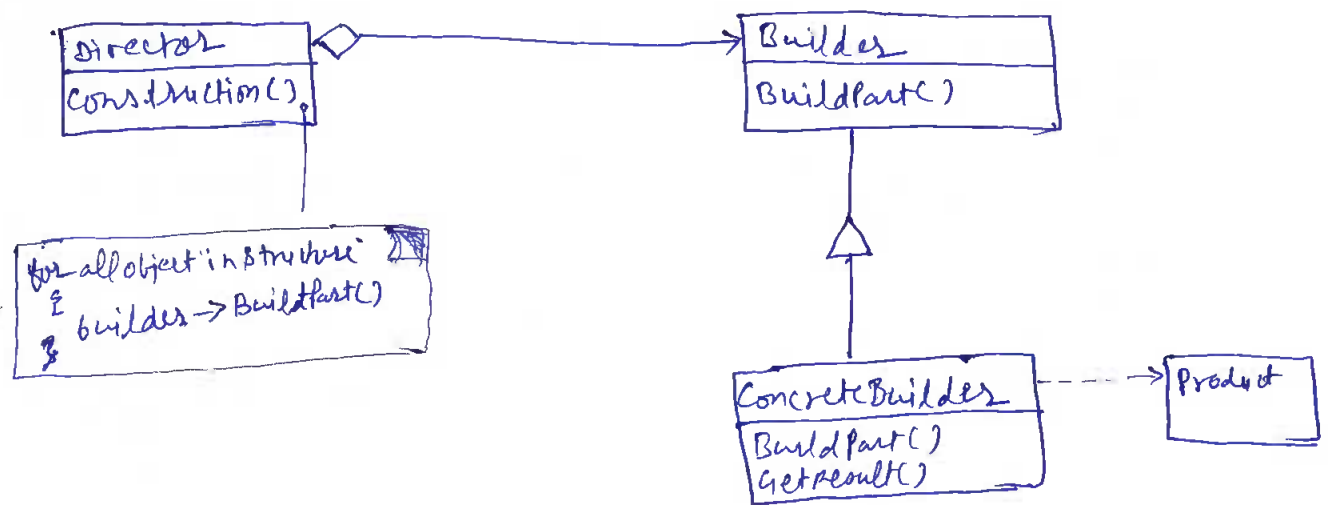 Director
Construction()
Builder
BuildPart()
for all object in structure
{
builder → BuildPart()
}
ConcreteBuilder
BuildPart()
Getresult()
Product